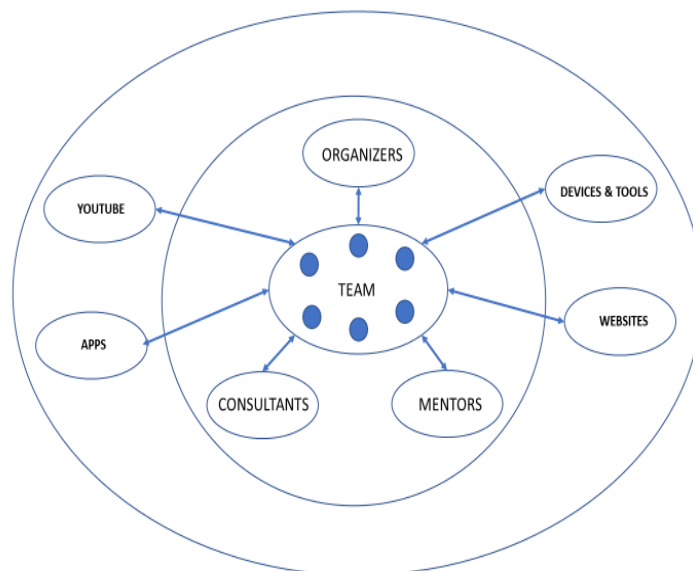 ORGANIZERS
YOUTUBE
DEVICES & TOOLS
TEAM
APPS
WEBSITES
CONSULTANTS
MENTORS